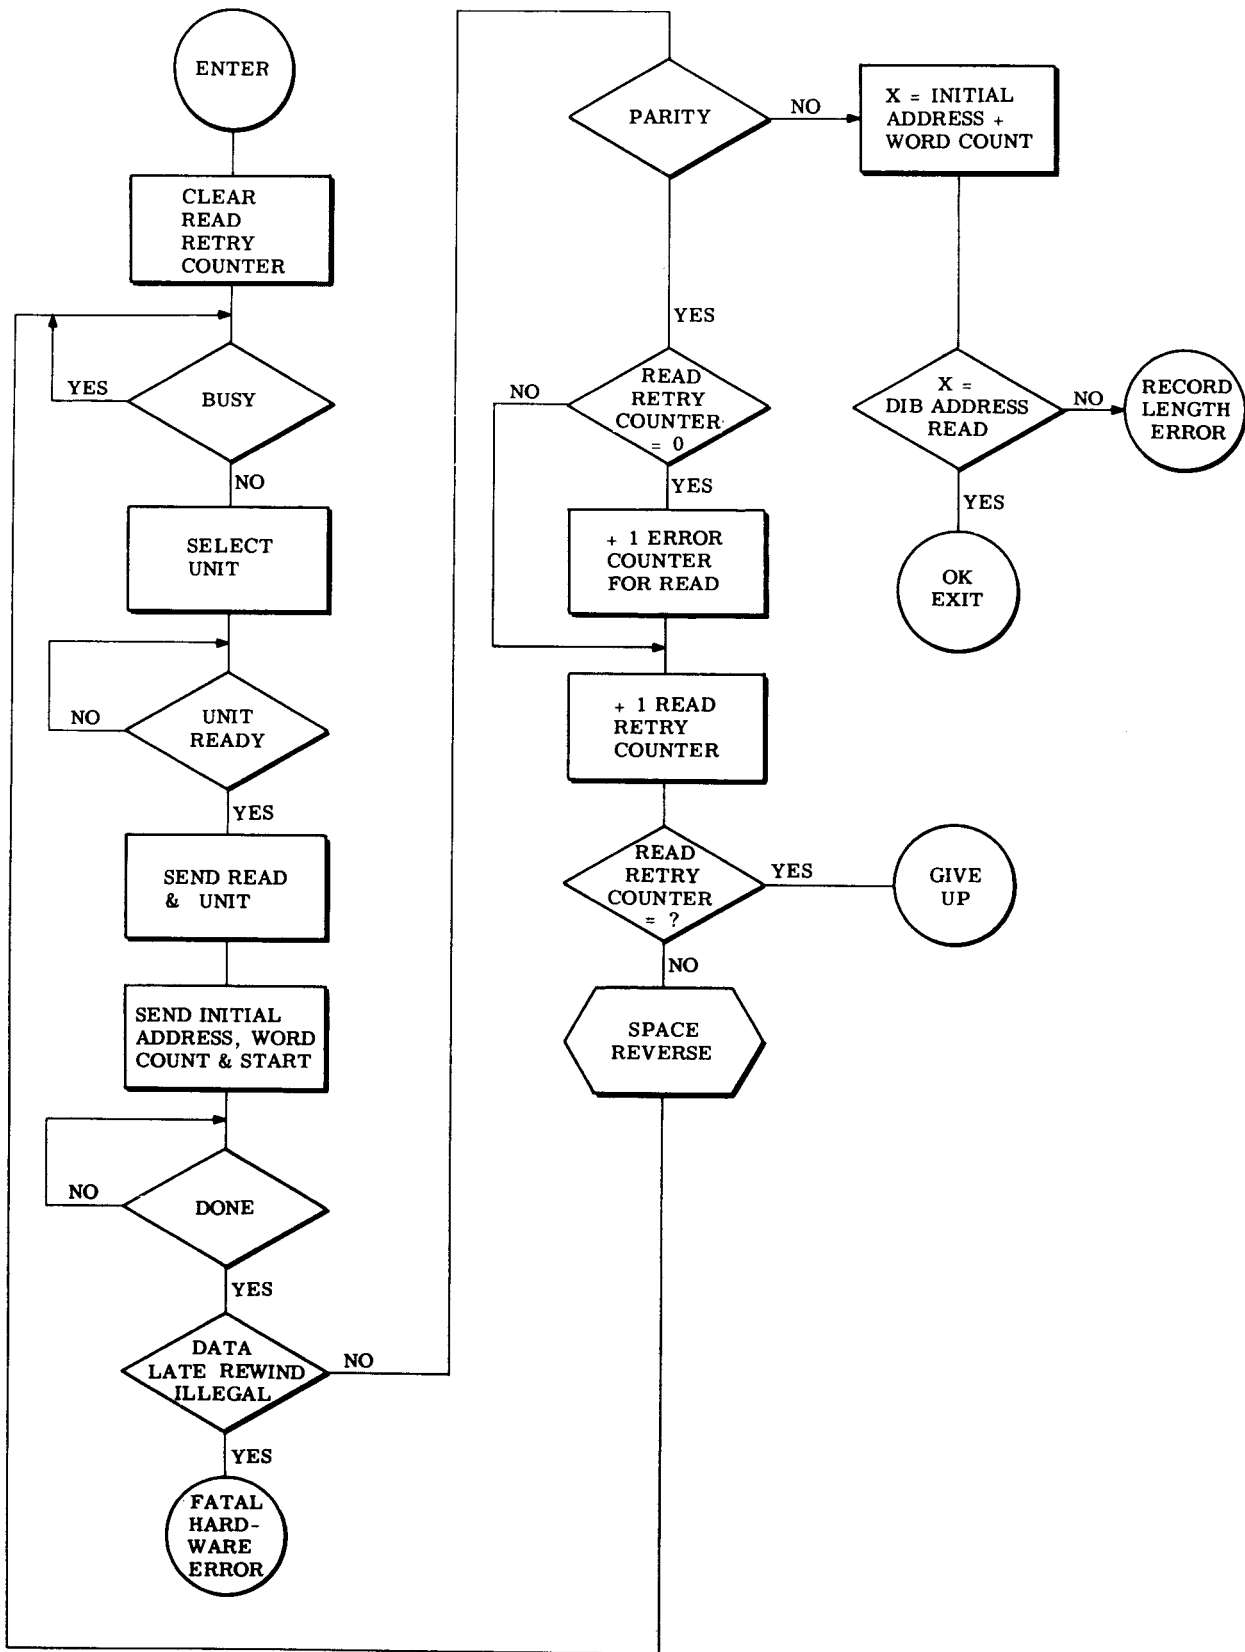 ENTER
CLEAR
READ
RETRY
COUNTER
YES
BUSY
NO
SELECT
UNIT
NO
UNIT
READY
YES
SEND READ
& UNIT
SEND INITIAL
ADDRESS, WORD
COUNT & START
NO
DONE
YES
DATA
LATE REWIND
ILLEGAL
NO
YES
FATAL
HARD-
WARE
ERROR
PARITY
NO
X = INITIAL
ADDRESS +
WORD COUNT
YES
NO
READ
RETRY
COUNTER
= 0
YES
X =
DIB ADDRESS
READ
NO
RECORD
LENGTH
ERROR
YES
OK
EXIT
+ 1 ERROR
COUNTER
FOR READ
+ 1 READ
RETRY
COUNTER
READ
RETRY
COUNTER
= ?
YES
GIVE
UP
NO
SPACE
REVERSE